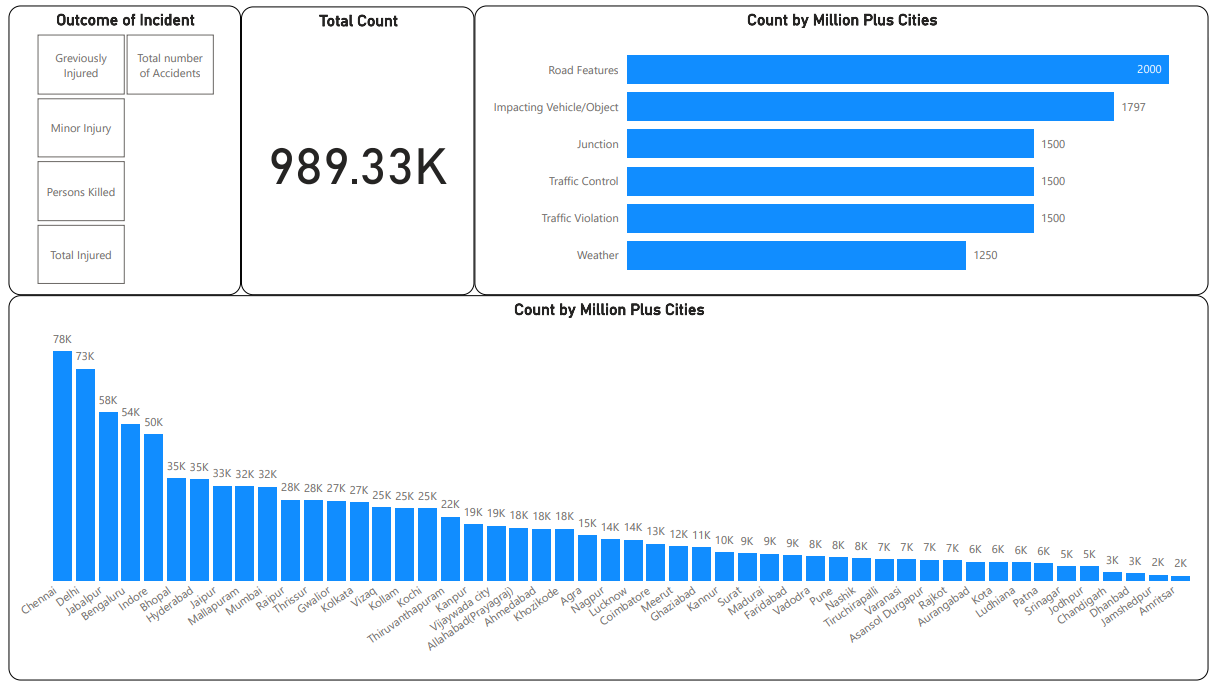 Outcome of Incident
Greviously
Injured
Total number
of Accidents
Minor Injury
Persons Killed
Total Injured
Total Count
989.33K
Count by Million Plus Cities
Road Features
2000
Impacting Vehicle/Object
1797
Junction
1500
Traffic Control
1500
Traffic Violation
1500
Weather
1250
Count by Million Plus Cities
78K
73K
58K
54K
50K
35K
35K
33K
32K
32K
28K
28K
27K
27K
25K
25K
25K
22K
19K
19K
18K
18K
18K
15K
14K
14K
13K
12K
11K
10K
9K
9K
9K
8K
8K
8K
7K
7K
7K
7K
6K
6K
6K
6K
5K
5K
3K
3K
2K
2K
Chennai
Delhi
Jabalpur
Bengaluru
Indore
Bhopal
Hyderabad
Jaipur
Mallapuram
Mumbai
Raipur
Thrissur
Gwalior
Kolkata
Vizaq
Kollam
Kochi
Thiruvanthapuram
Kanpur
Vijaywada city
Allahabad(Prayagraj)
Ahmedabad
Khozikode
Agra
Nagpur
Lucknow
Coimbatore
Meerut
Ghaziabad
Kannur
Surat
Madurai
Faridabad
Vadodra
Pune
Nashik
Tiruchirapalli
Varanasi
Asansol Durgapur
Rajkot
Aurangabad
Kota
Ludhiana
Patna
Srinagar
Jodhpur
Chandigarh
Dhanbad
Jamshedpur
Amritsar